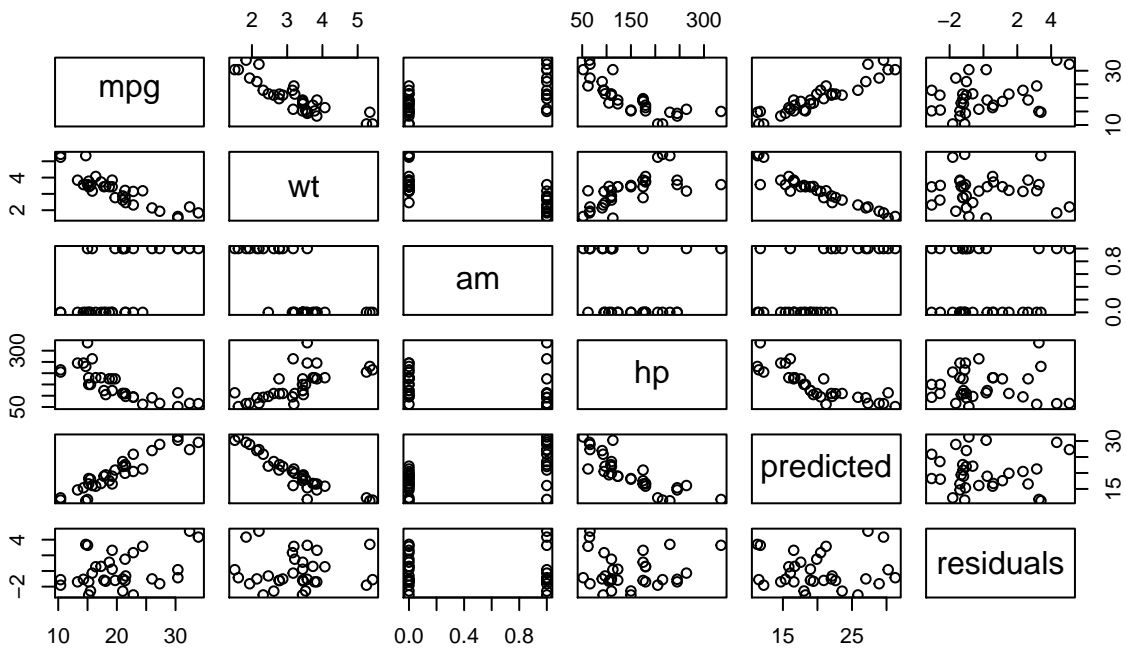 2 3 4 5 50 150 300 −2 2 4
mpg 10 30
2 4 wt
am 0.0 0.8
50 300 hp
predicted 15 30
−2 4 residuals
10 20 30 0.0 0.4 0.8 15 25